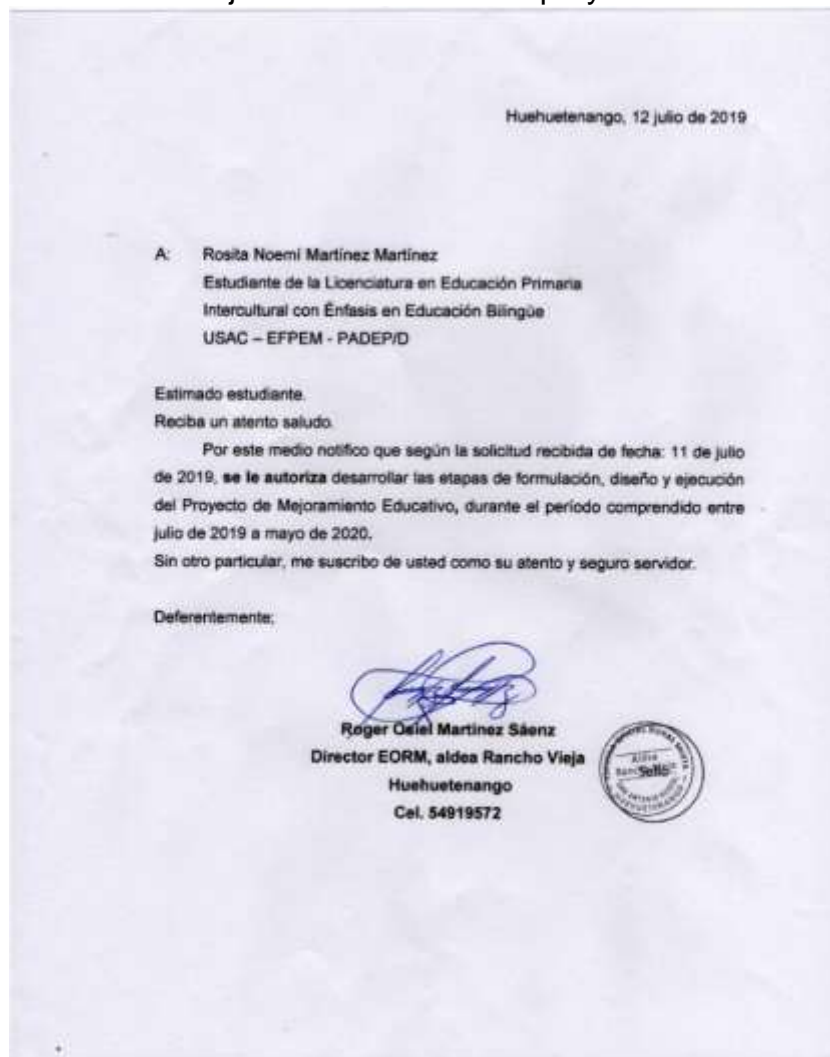 Huehuetenango, 12 julio de 2019
A: Rosita Noemí Martínez Martínez
Estudiante de la Licenciatura en Educación Primaria
Intercultural con Énfasis en Educación Bilingüe
USAC – EFPEM - PADEP/D
Estimado estudiante.
Reciba un atento saludo.
Por este medio notifico que según la solicitud recibida de fecha: 11 de julio
de 2019, se le autoriza desarrollar las etapas de formulación, diseño y ejecución
del Proyecto de Mejoramiento Educativo, durante el período comprendido entre
julio de 2019 a mayo de 2020.
Sin otro particular, me suscribo de usted como su atento y seguro servidor.
Deferentemente;
Roger Osiel Martínez Sáenz
Director EORM, aldea Rancho Vieja
Huehuetenango
Cel. 54919572
Aldea
Sello
HUEHUETENANGO